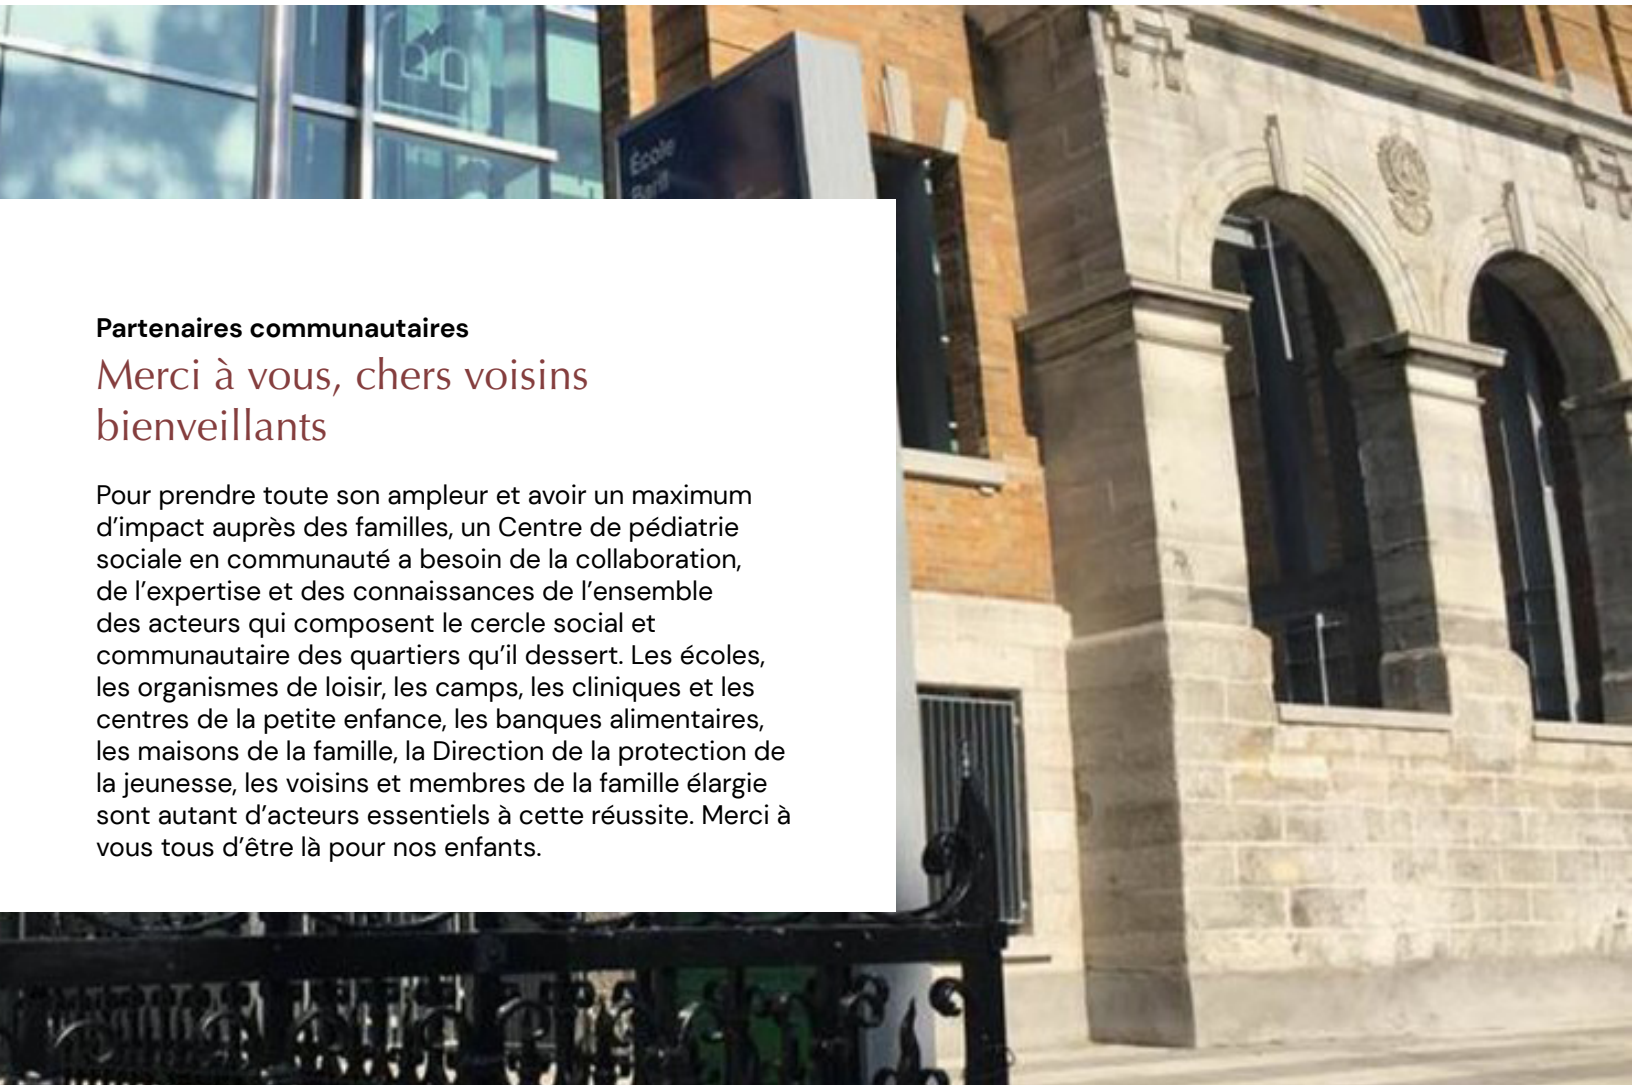 École
Partenaires communautaires
Merci à vous, chers voisins
bienveillants
Pour prendre toute son ampleur et avoir un maximum
d’impact auprès des familles, un Centre de pédiatrie
sociale en communauté a besoin de la collaboration,
de l’expertise et des connaissances de l’ensemble
des acteurs qui composent le cercle social et
communautaire des quartiers qu’il dessert. Les écoles,
les organismes de loisir, les camps, les cliniques et les
centres de la petite enfance, les banques alimentaires,
les maisons de la famille, la Direction de la protection de
la jeunesse, les voisins et membres de la famille élargie
sont autant d’acteurs essentiels à cette réussite. Merci à
vous tous d’être là pour nos enfants.